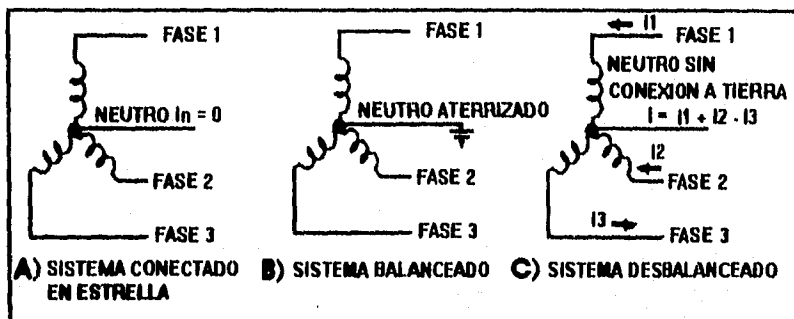 FASE 1
NEUTRO In = 0
FASE 2
FASE 3
A) SISTEMA CONECTADO
EN ESTRELLA
FASE 1
NEUTRO ATERRIZADO
FASE 2
FASE 3
B) SISTEMA BALANCEADO
I1
FASE 1
NEUTRO SIN
CONEXION A TIERRA
I = I1 + I2 - I3
I2
FASE 2
I3
FASE 3
C) SISTEMA DESBALANCEADO